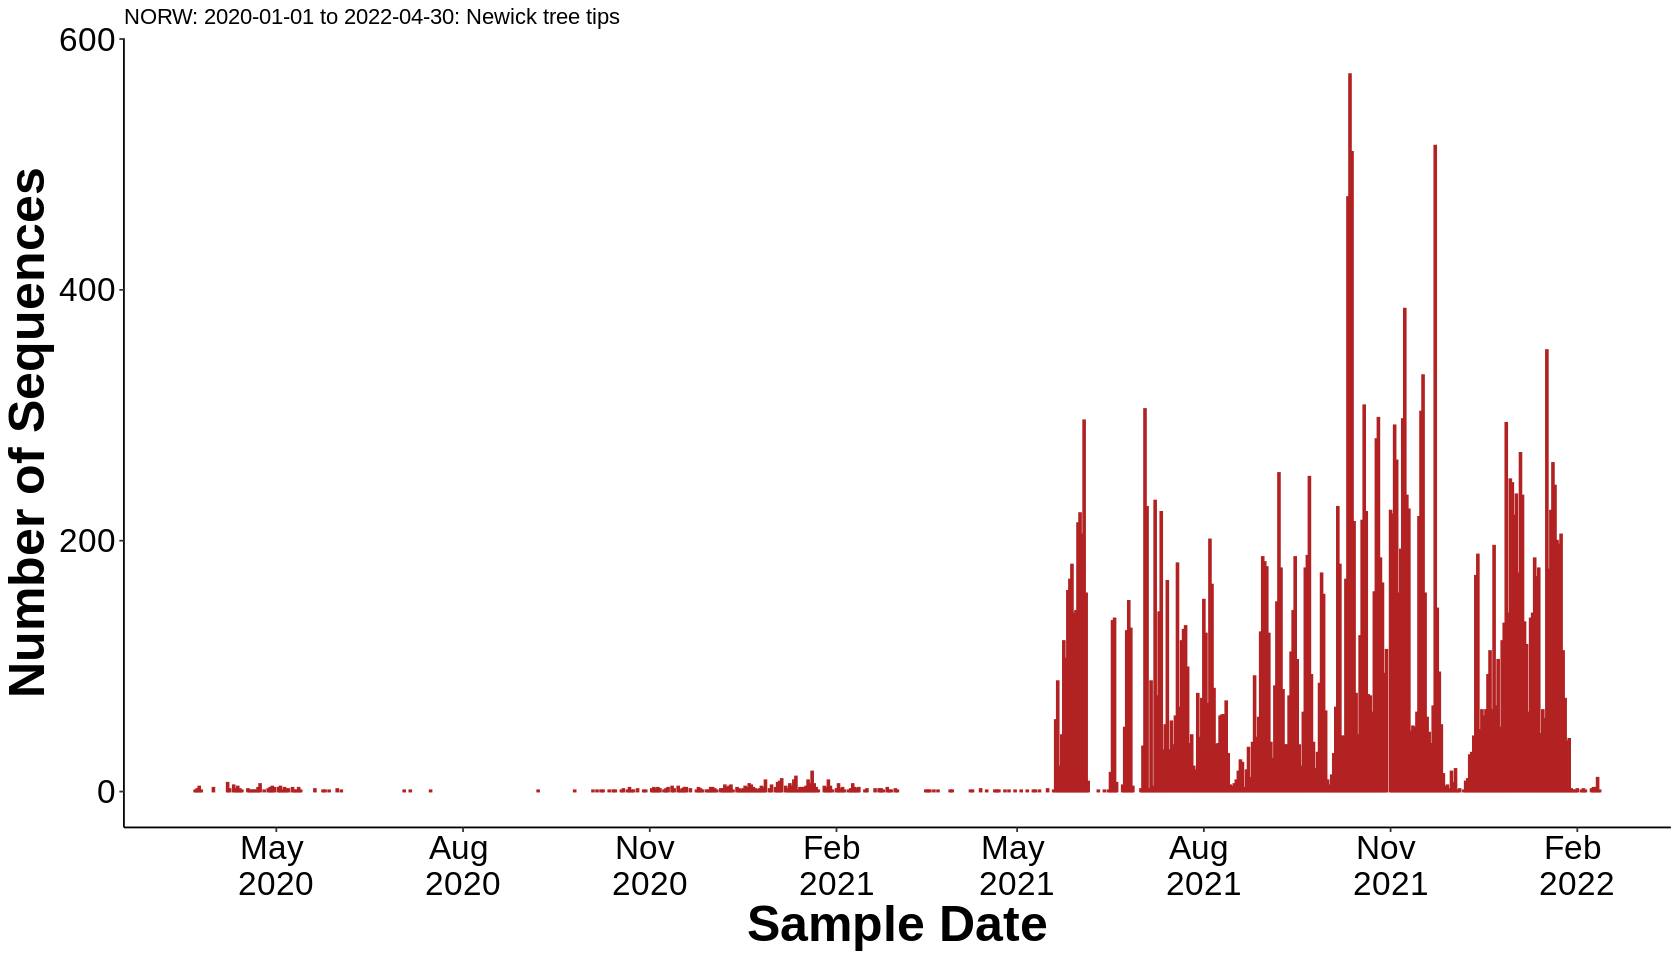 NORW: 2020-01-01 to 2022-04-30: Newick tree tips
600
400
200
0
Number of Sequences
May
2020
Aug
2020
Nov
2020
Feb
2021
May
2021
Aug
2021
Nov
2021
Feb
2022
Sample Date